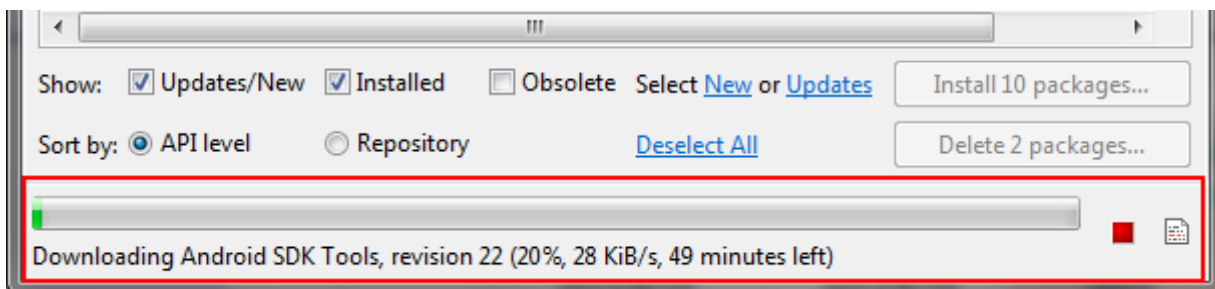 Show: Updates/New Installed Obsolete Select New or Updates Install 10 packages...
Sort by: API level Repository Deselect All Delete 2 packages...
Downloading Android SDK Tools, revision 22 (20%, 28 KiB/s, 49 minutes left)